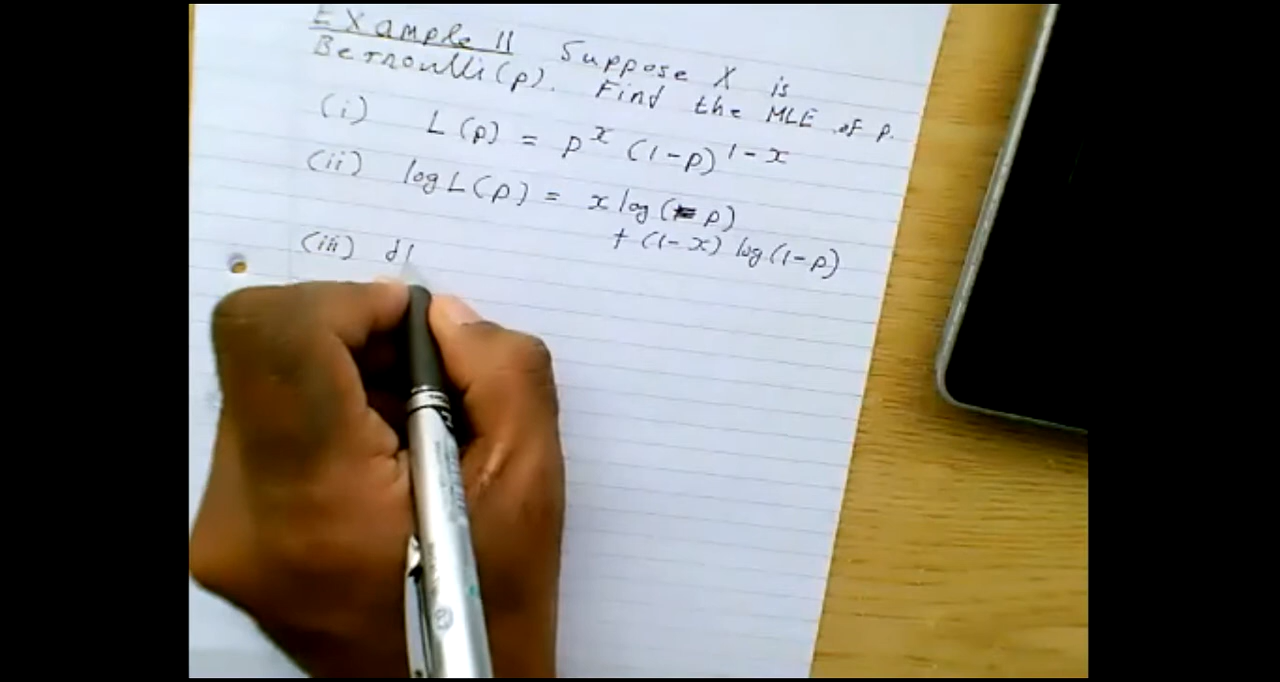 Example 11 Suppose X is
Bernoulli(p). Find the MLE of p.
(i) L(p) = p^x (1-p)^1-x
(ii) log L(p) = x log(p)
+ (1-x) log(1-p)
(iii) dl